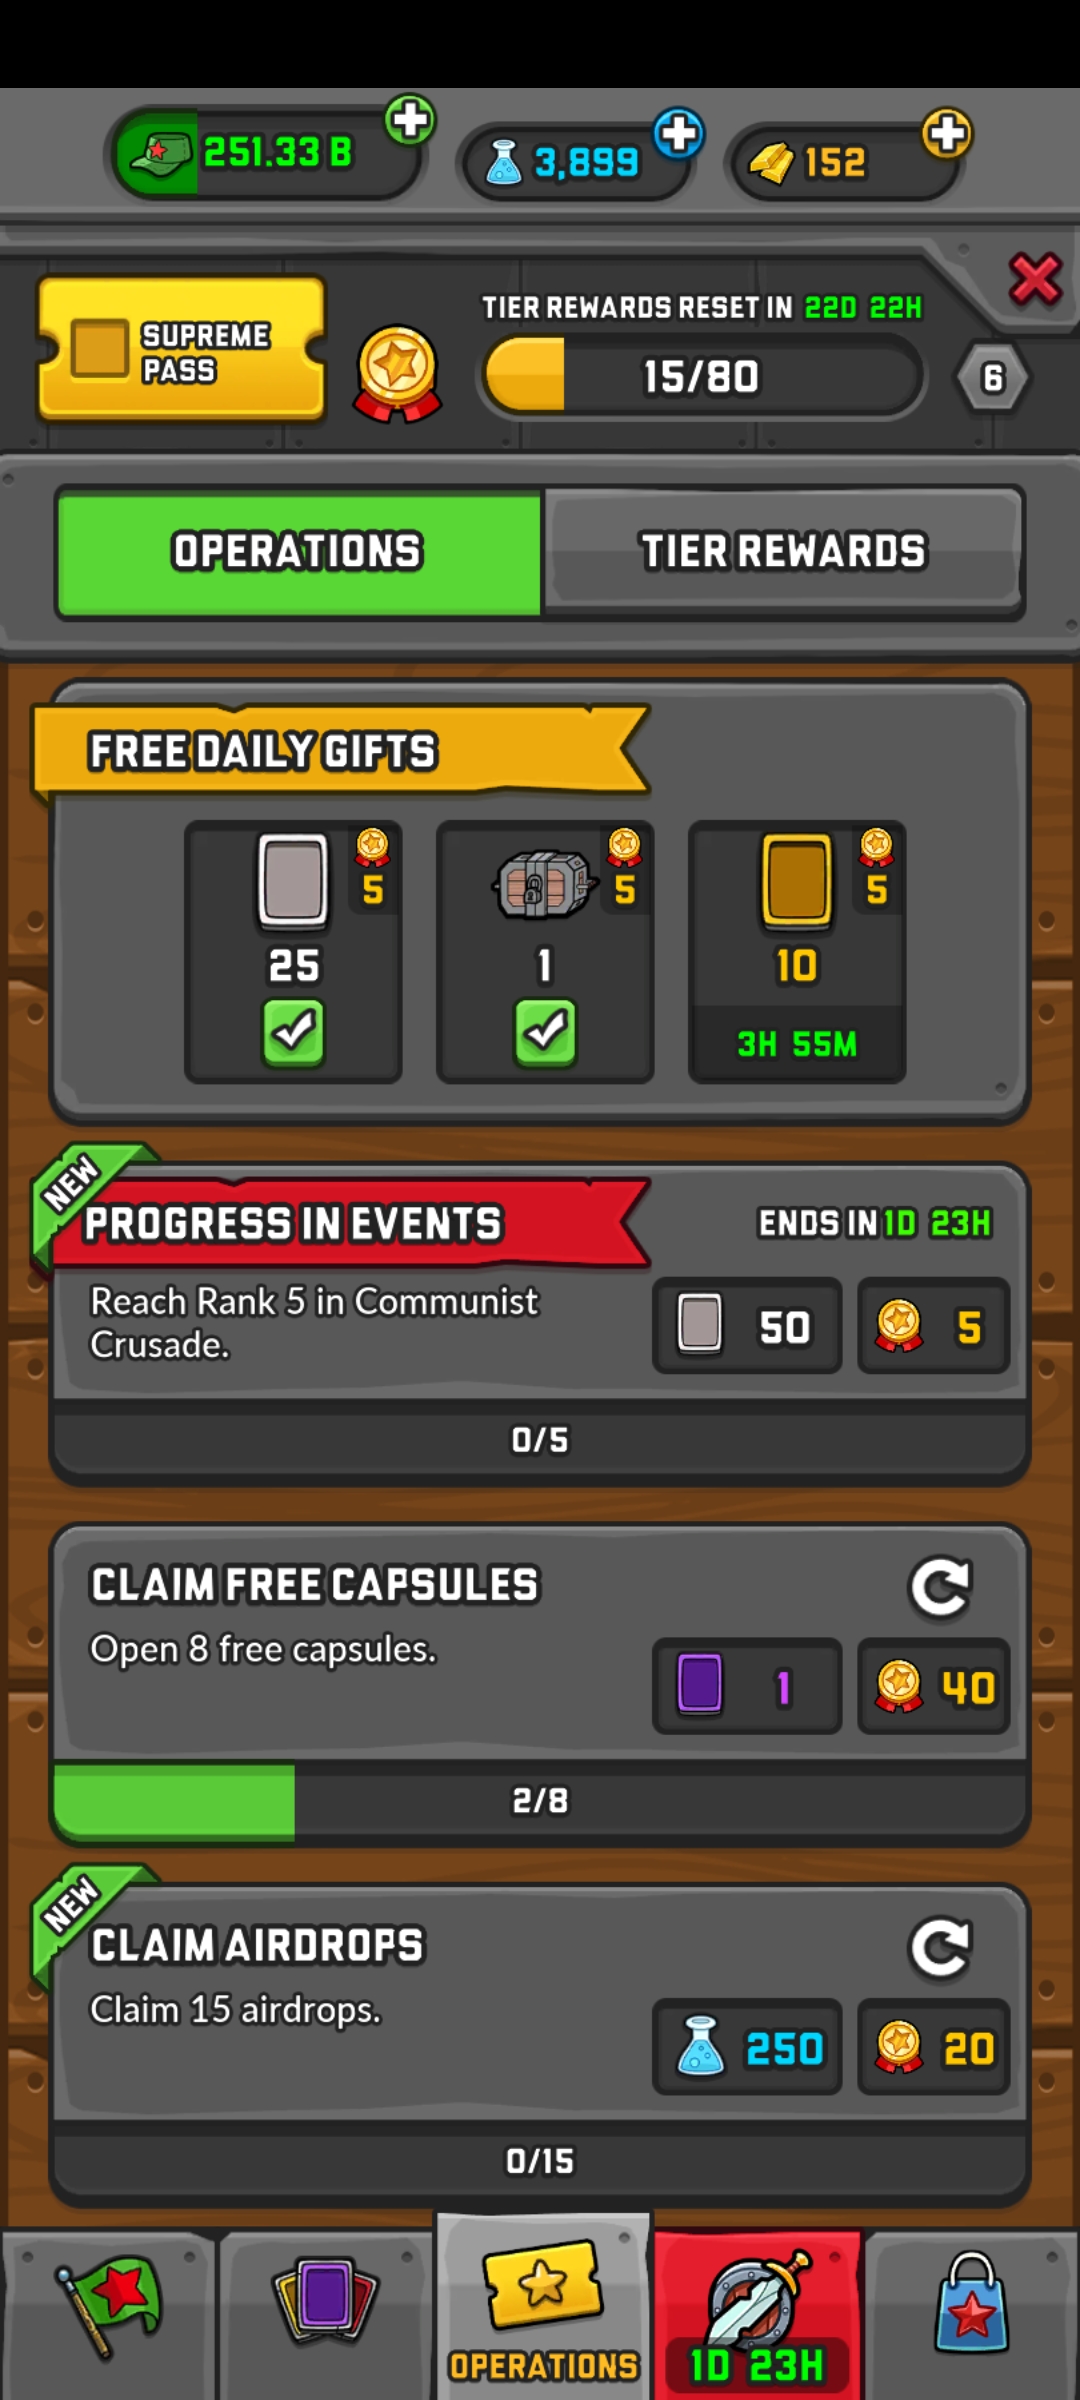 251.33 B
3,899
152
SUPREME
PASS
TIER REWARDS RESET IN 22D 22H
15/80
6
OPERATIONS
TIER REWARDS
FREE DAILY GIFTS
5
5
5
25
1
10
3H 55M
NEW
PROGRESS IN EVENTS
ENDS IN 1D 23H
Reach Rank 5 in Communist
Crusade.
50
5
0/5
CLAIM FREE CAPSULES
Open 8 free capsules.
1
40
2/8
NEW
CLAIM AIRDROPS
Claim 15 airdrops.
250
20
0/15
OPERATIONS
1D 23H